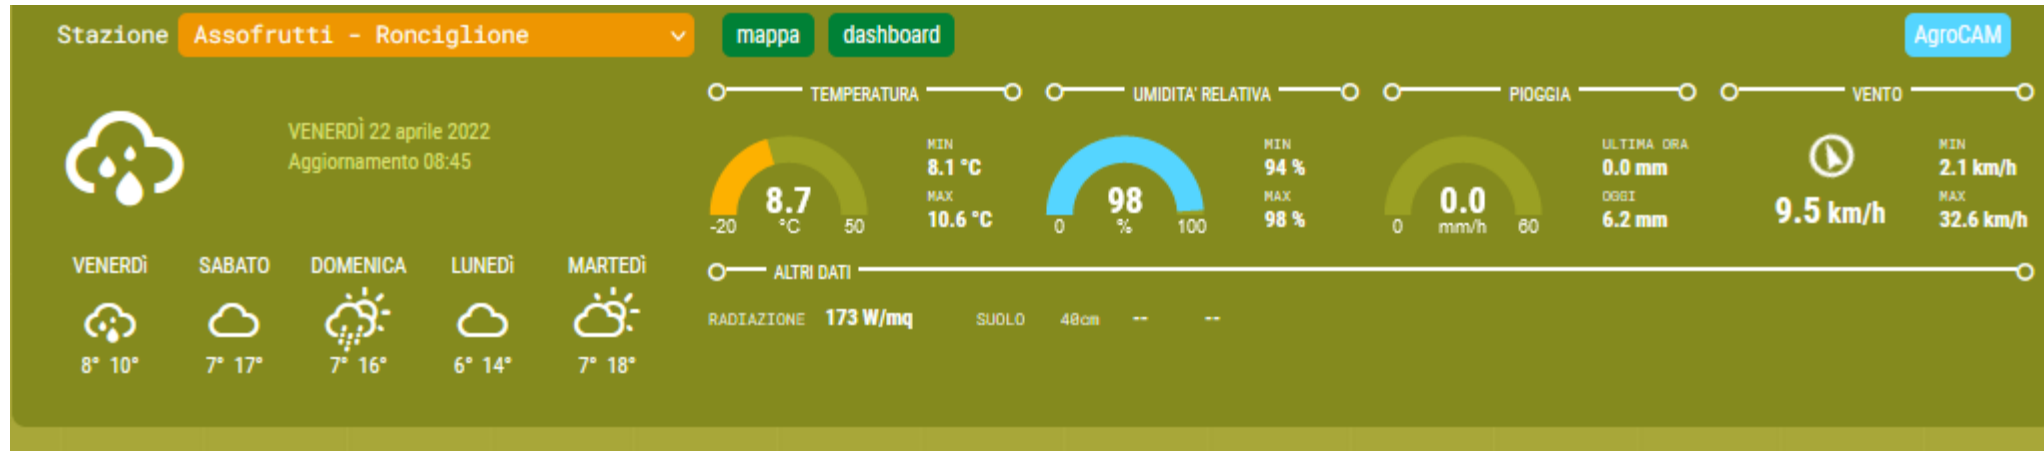 Stazione Assofrutti - Ronciglione mappa dashboard AgroCAM
VENERDÌ 22 aprile 2022
Aggiornamento 08:45
VENERDì SABATO DOMENICA LUNEDì MARTEDì
8° 10° 7° 17° 7° 16° 6° 14° 7° 18°
TEMPERATURA
8.7
°C
-20 50
MIN
8.1 °C
MAX
10.6 °C
UMIDITA' RELATIVA
98
%
0 100
MIN
94 %
MAX
98 %
PIOGGIA
0.0
mm/h
0 60
ULTIMA ORA
0.0 mm
OGGI
6.2 mm
VENTO
9.5 km/h
MIN
2.1 km/h
MAX
32.6 km/h
ALTRI DATI
RADIAZIONE 173 W/mq SUOLO 40cm -- --